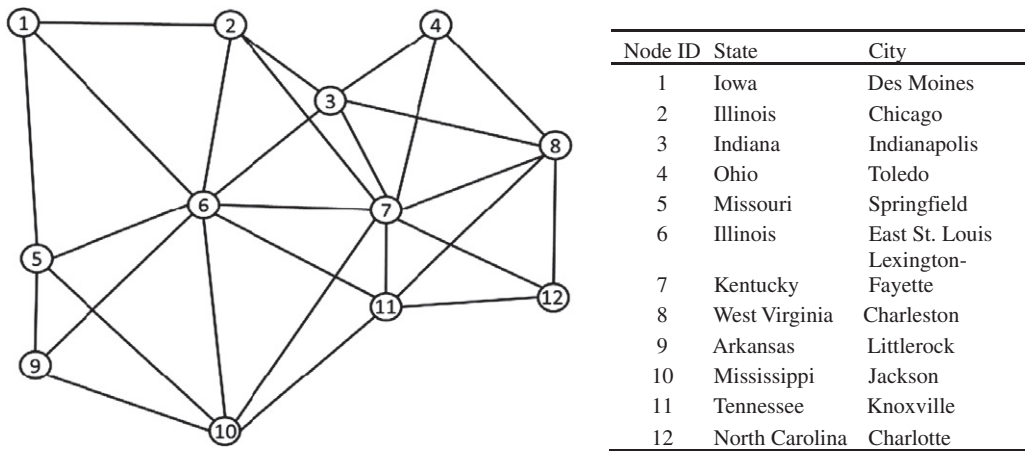 1
2
4
3
8
6
7
5
12
11
9
10
Node ID State City
1 Iowa Des Moines
2 Illinois Chicago
3 Indiana Indianapolis
4 Ohio Toledo
5 Missouri Springfield
6 Illinois East St. Louis
Lexington-
7 Kentucky Fayette
8 West Virginia Charleston
9 Arkansas Littlerock
10 Mississippi Jackson
11 Tennessee Knoxville
12 North Carolina Charlotte